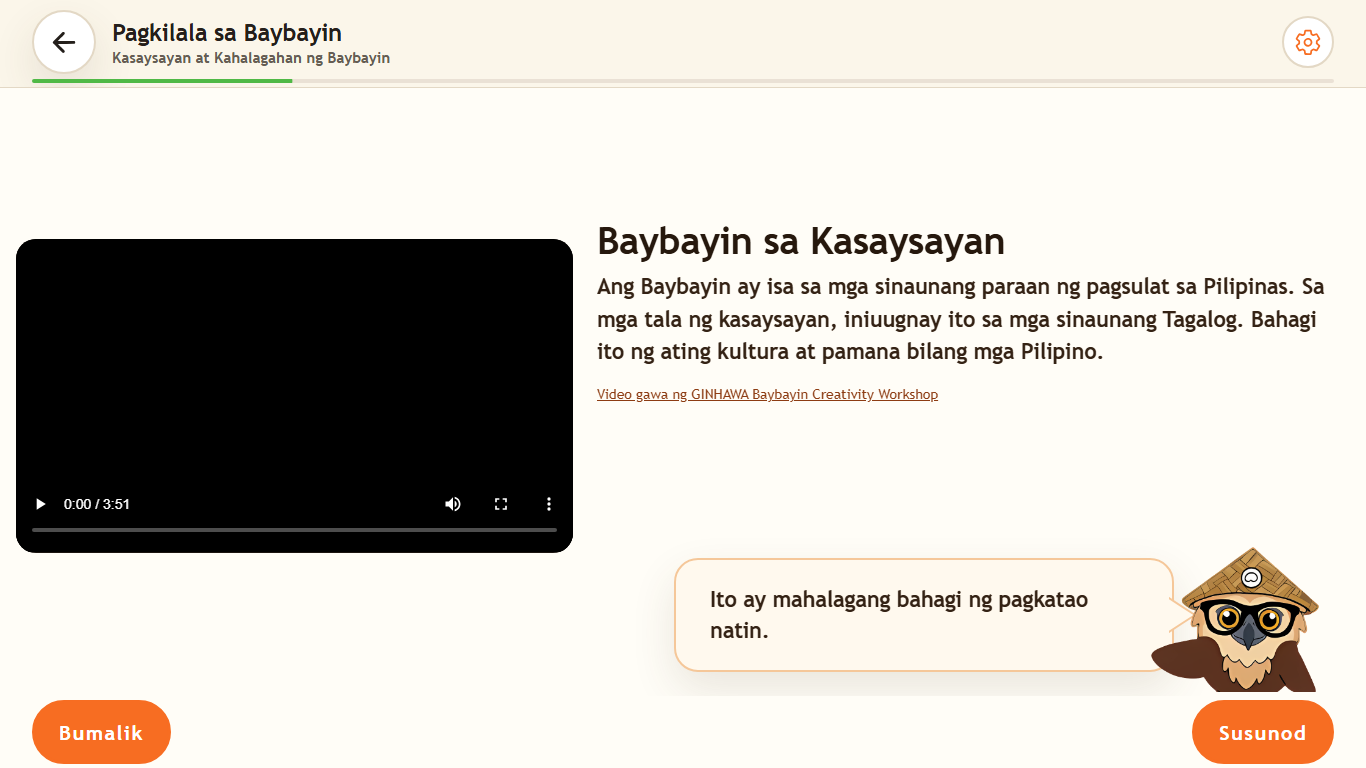 Pagkilala sa Baybayin
Kasaysayan at Kahalagahan ng Baybayin
Baybayin sa Kasaysayan
Ang Baybayin ay isa sa mga sinaunang paraan ng pagsulat sa Pilipinas. Sa
mga tala ng kasaysayan, iniuugnay ito sa mga sinaunang Tagalog. Bahagi
ito ng ating kultura at pamana bilang mga Pilipino.
Video gawa ng GINHAWA Baybayin Creativity Workshop
0:00 / 3:51
Ito ay mahalagang bahagi ng pagkatao
natin.
Bumalik
Susunod